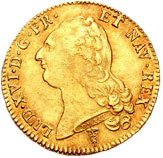 LUD • XVI • D • G • FR •
ET NAV • REX